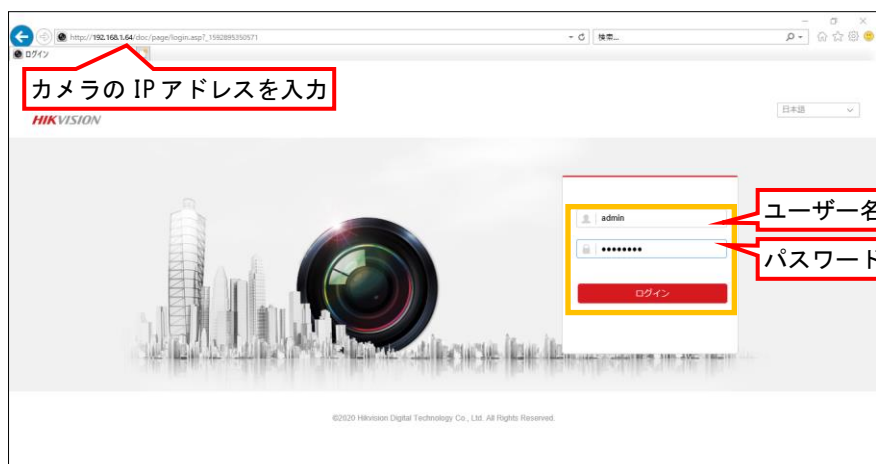 http://192.168.1.64/doc/page/login.asp?_1592895350571
検索...
ログイン
カメラの IP アドレスを入力
HIKVISION
日本語
admin
ユーザー名
パスワード
ログイン
©2020 Hikvision Digital Technology Co., Ltd. All Rights Reserved.